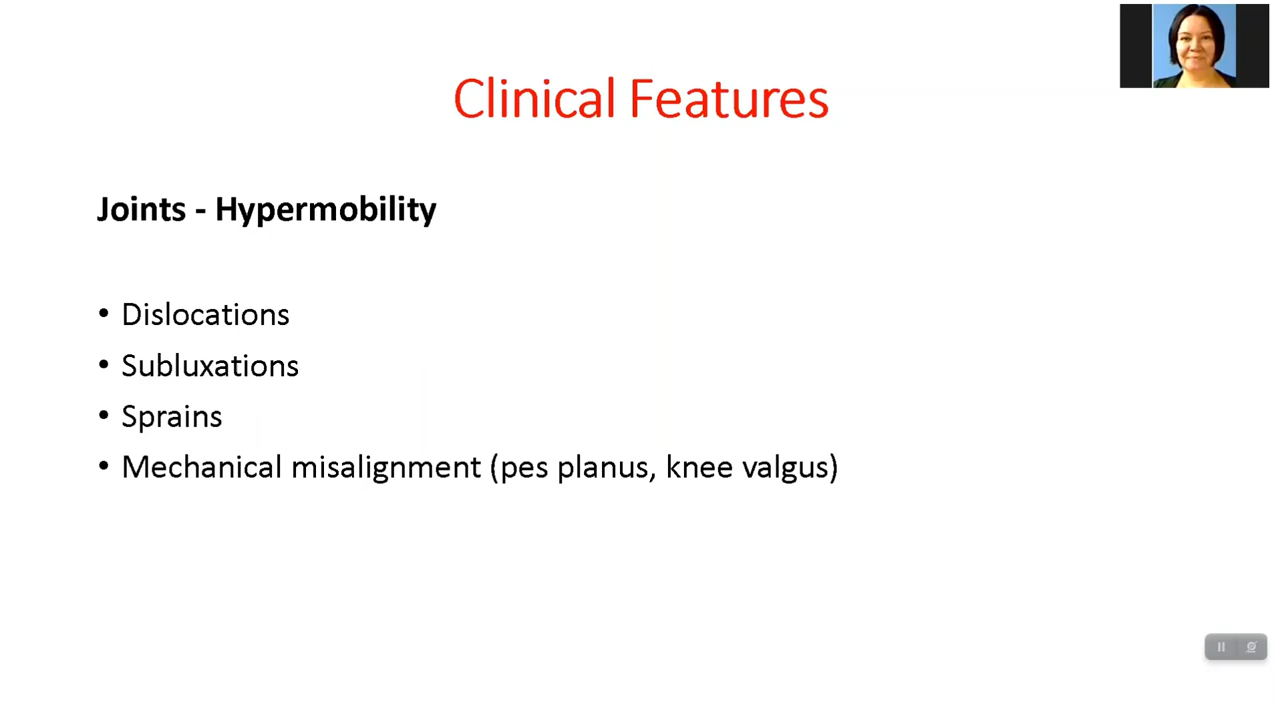 Clinical Features
Joints - Hypermobility
• Dislocations
• Subluxations
• Sprains
• Mechanical misalignment (pes planus, knee valgus)